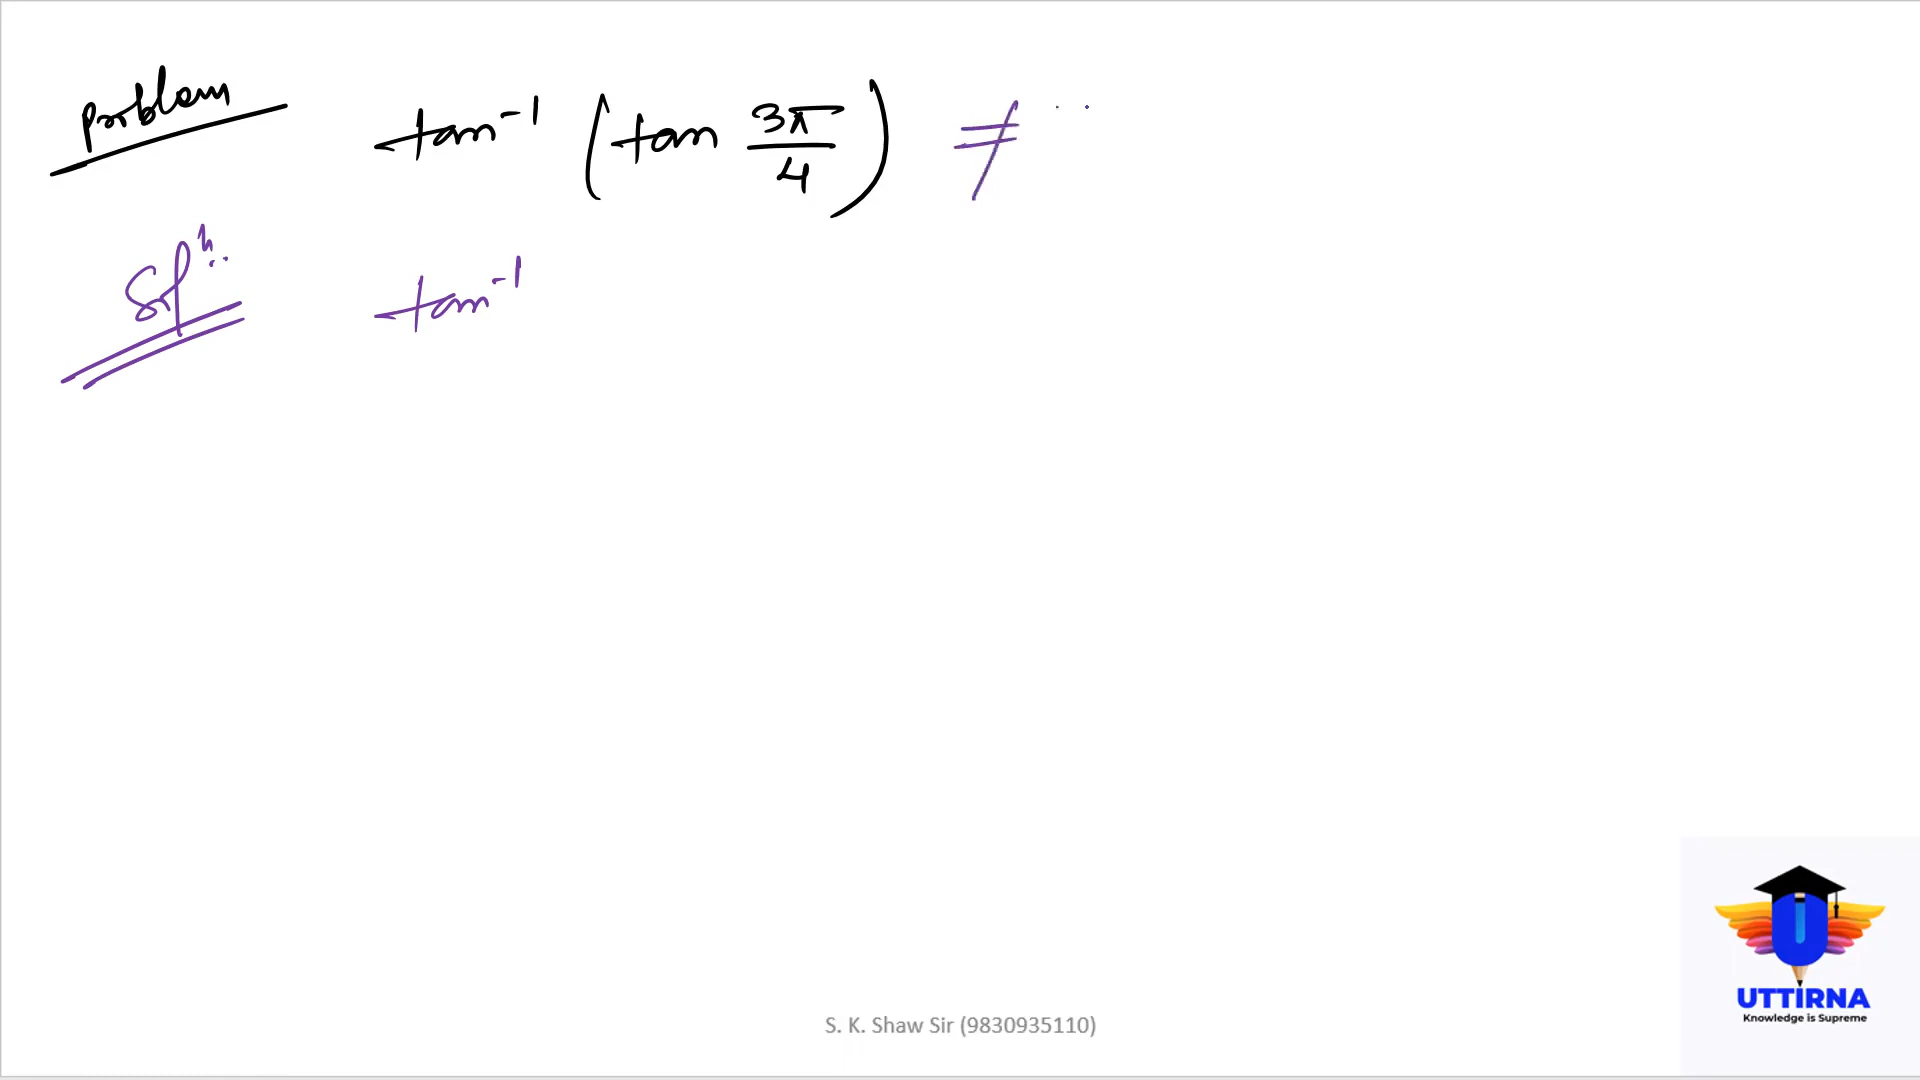 Problem tan⁻¹ (tan 3π/4) ≠ ..
Solⁿ.. tan⁻¹
UTTIRNA
Knowledge is Supreme
S. K. Shaw Sir (9830935110)